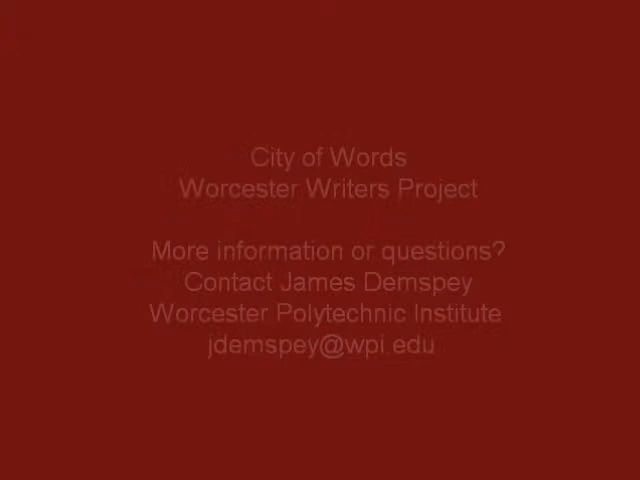 City of Words
Worcester Writers Project
More information or questions?
Contact James Demspey
Worcester Polytechnic Institute
jdemspey@wpi.edu